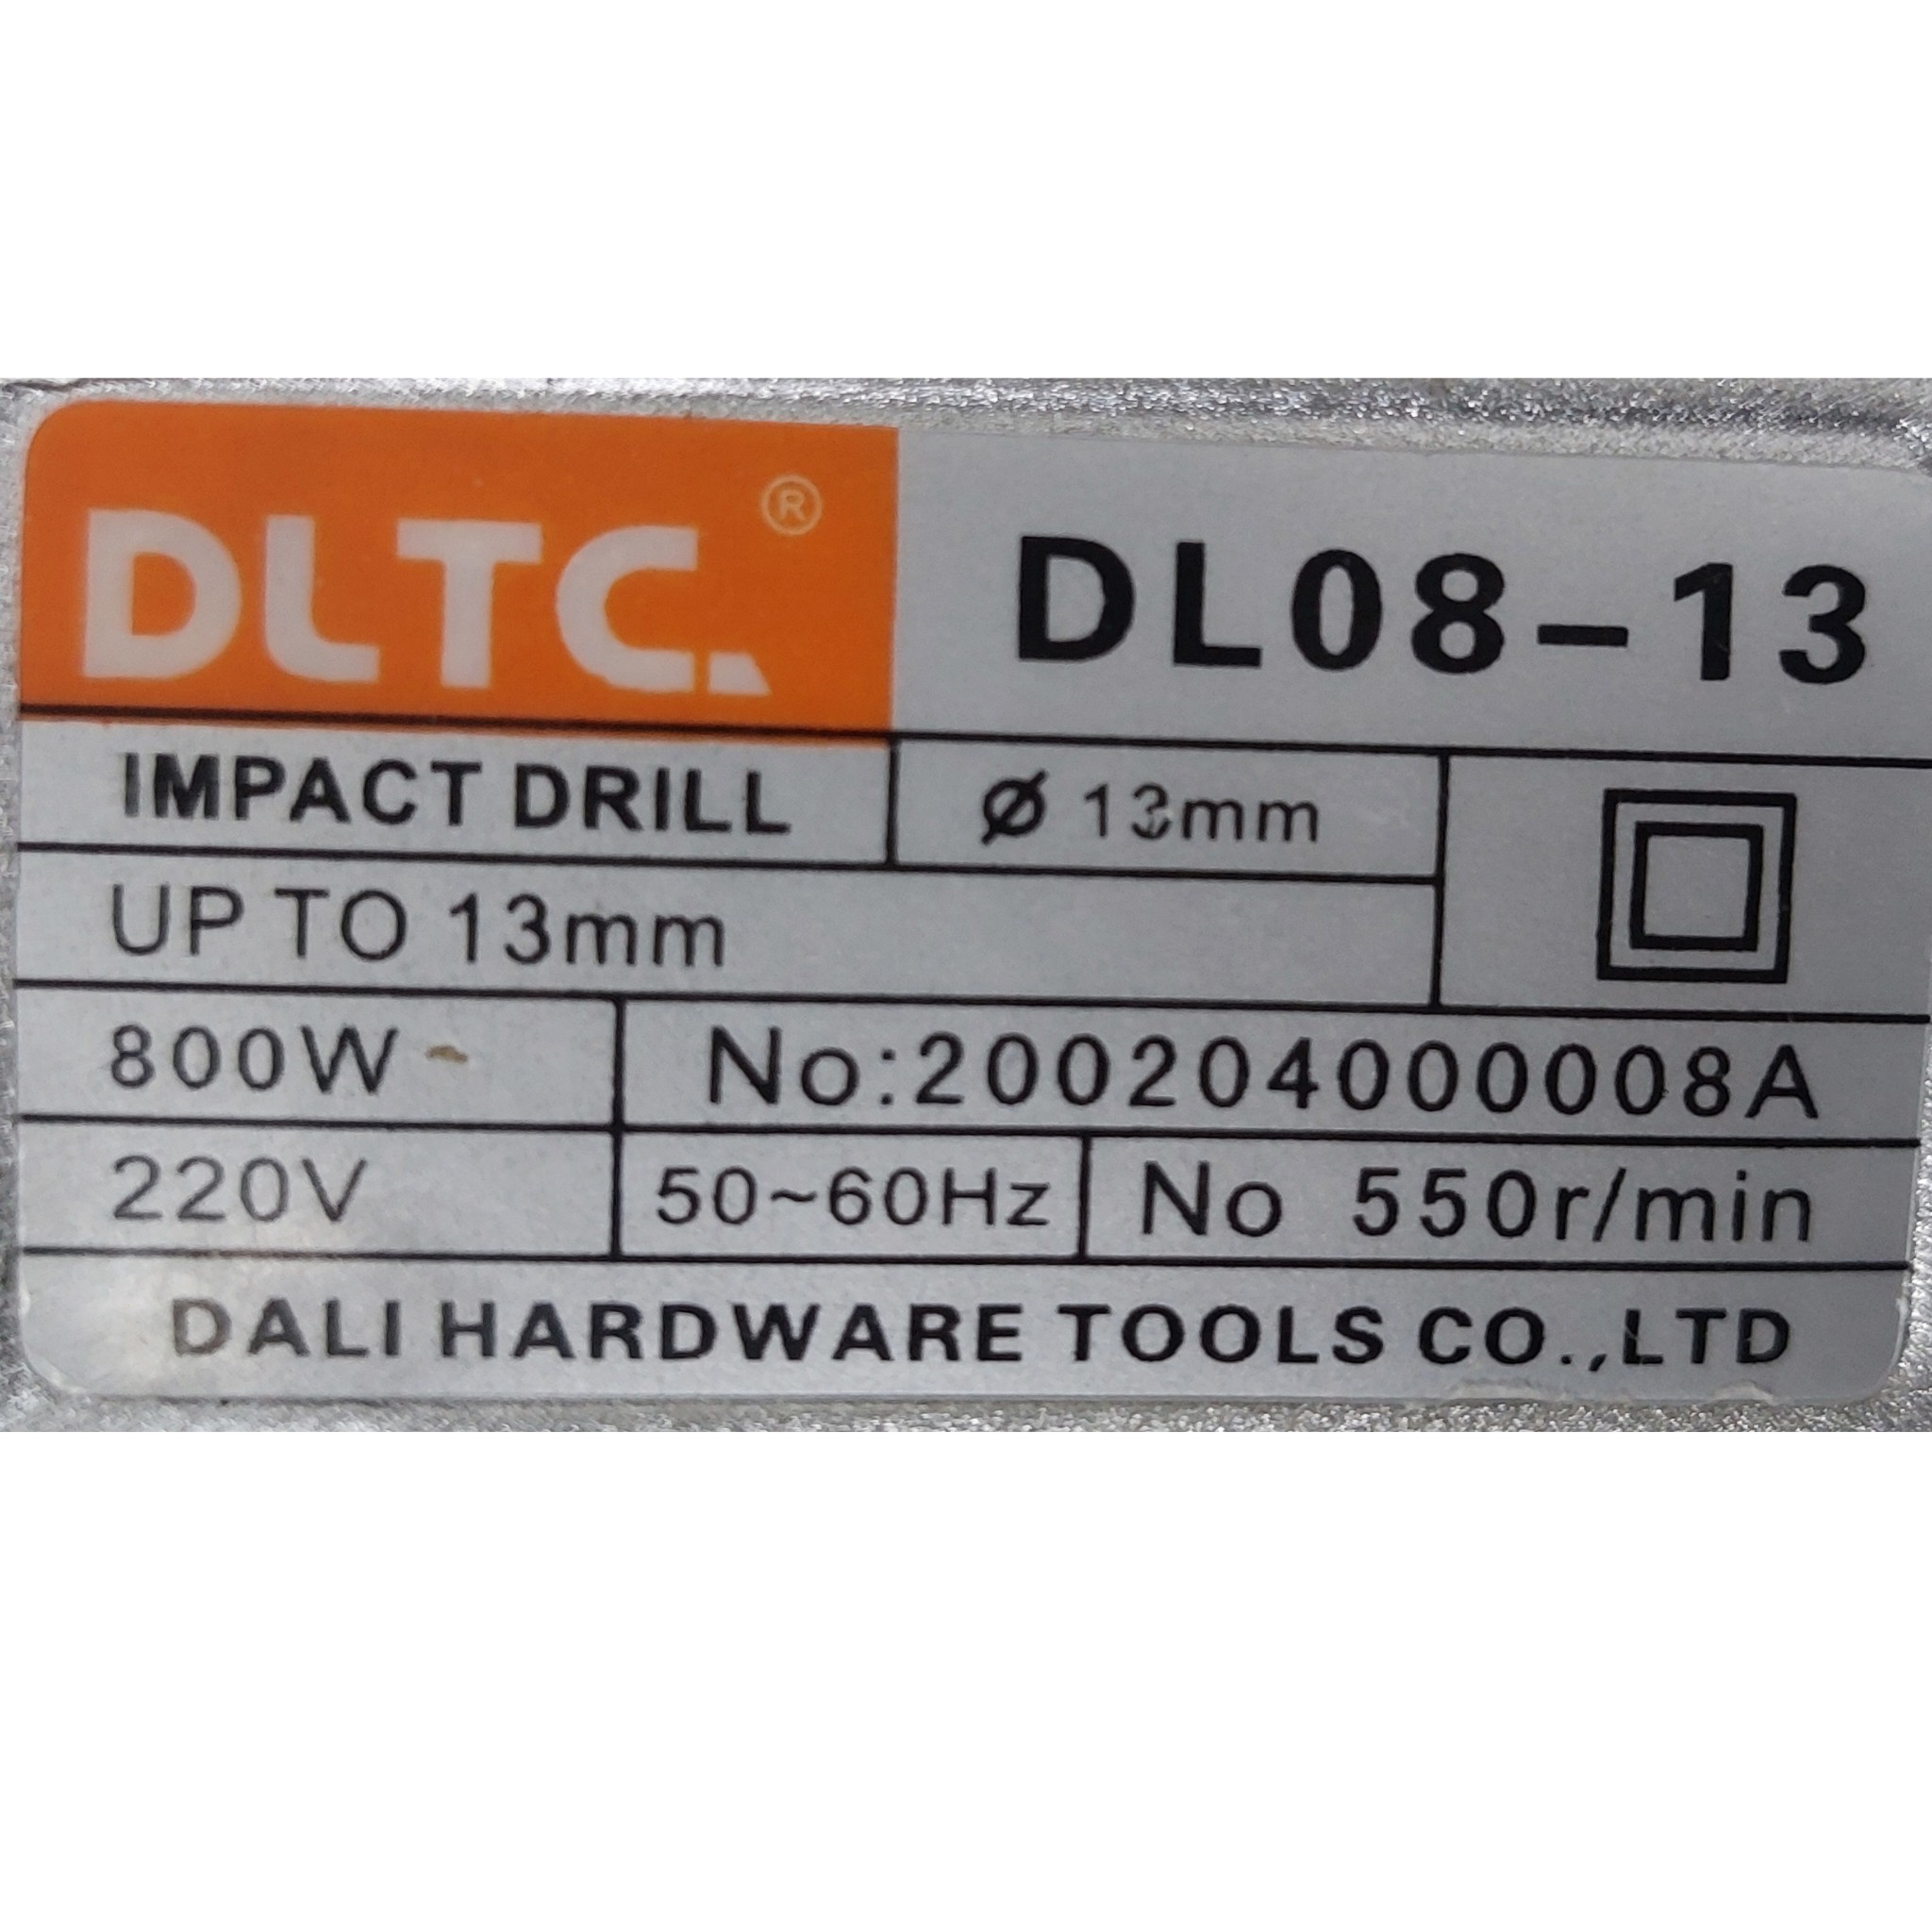 DLTC. ®
DL08-13
IMPACT DRILL
Ø 13mm
UP TO 13mm
800W
No:200204000008A
220V
50~60Hz
No 550r/min
DALI HARDWARE TOOLS CO.,LTD